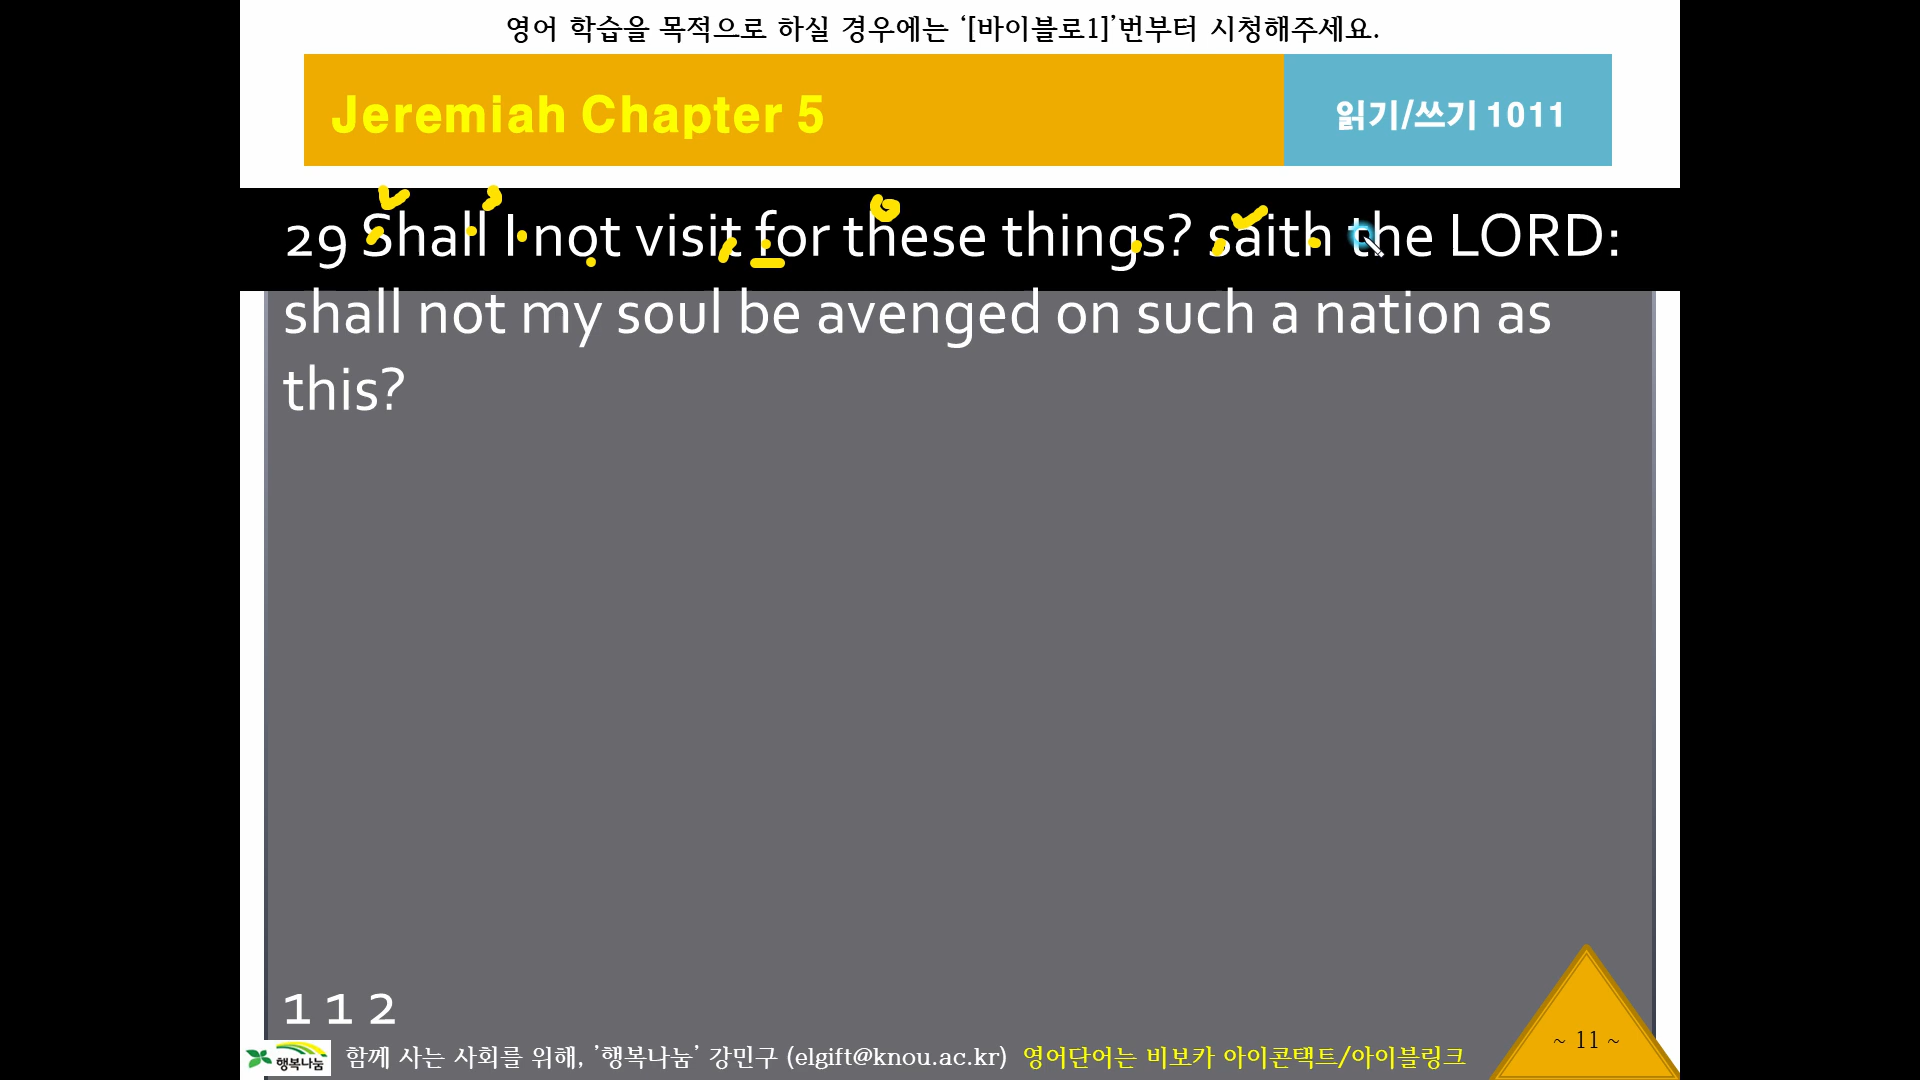 영어 학습을 목적으로 하실 경우에는 ‘[바이블로1]’번부터 시청해주세요.
Jeremiah Chapter 5
읽기/쓰기 1011
29 Shall I not visit for these things? saith the LORD:
shall not my soul be avenged on such a nation as
this?
1 1 2
~ 11 ~
행복나눔
함께 사는 사회를 위해, ’행복나눔’ 강민구 (elgift@knou.ac.kr) 영어단어는 비보카 아이콘택트/아이블링크